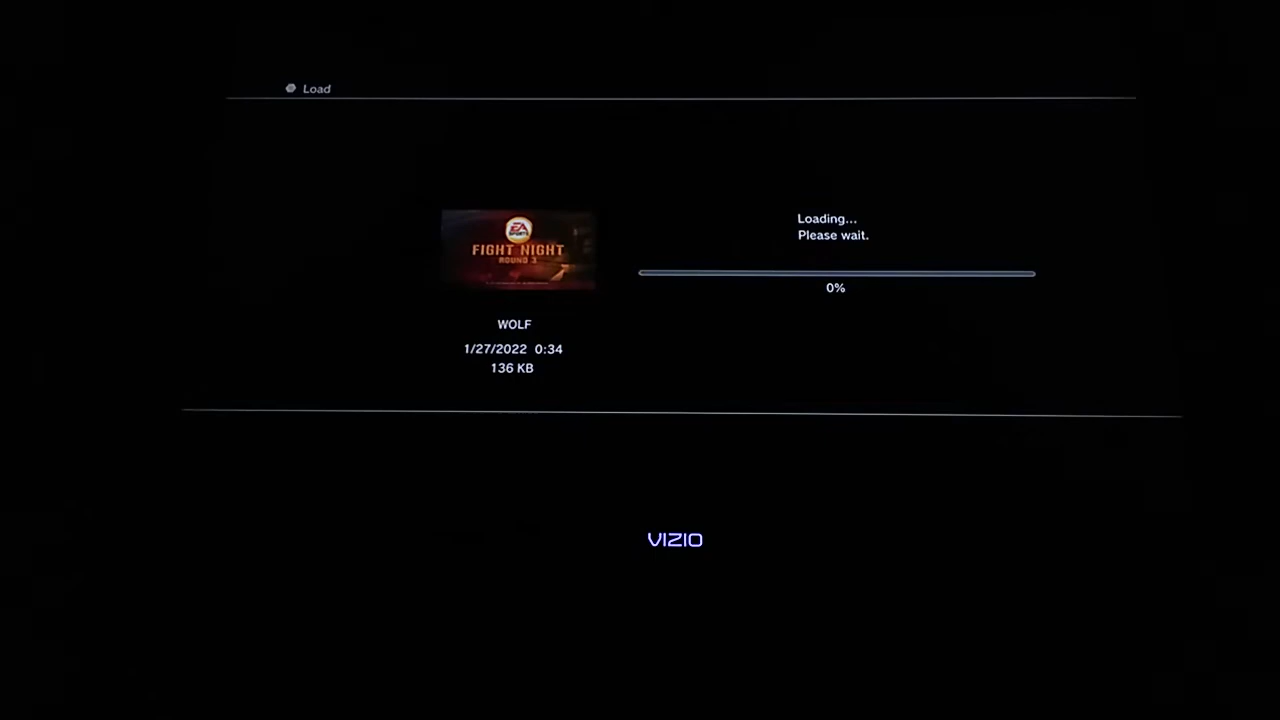 Load
EA
SPORTS
FIGHT NIGHT
ROUND 3
Loading...
Please wait.
0%
WOLF
1/27/2022 0:34
136 KB
VIZIO